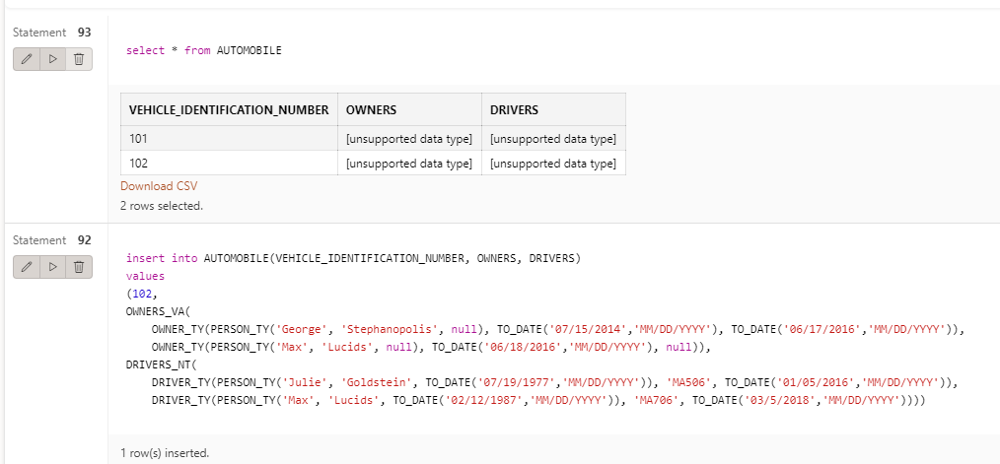 Statement 93
select * from AUTOMOBILE
VEHICLE_IDENTIFICATION_NUMBER OWNERS DRIVERS
101 [unsupported data type] [unsupported data type]
102 [unsupported data type] [unsupported data type]
Download CSV
2 rows selected.
Statement 92
insert into AUTOMOBILE(VEHICLE_IDENTIFICATION_NUMBER, OWNERS, DRIVERS)
values
(102,
OWNERS_VA(
    OWNER_TY(PERSON_TY('George', 'Stephanopolis', null), TO_DATE('07/15/2014','MM/DD/YYYY'), TO_DATE('06/17/2016','MM/DD/YYYY')),
    OWNER_TY(PERSON_TY('Max', 'Lucids', null), TO_DATE('06/18/2016','MM/DD/YYYY'), null)),
DRIVERS_NT(
    DRIVER_TY(PERSON_TY('Julie', 'Goldstein', TO_DATE('07/19/1977','MM/DD/YYYY')), 'MA506', TO_DATE('01/05/2016','MM/DD/YYYY')),
    DRIVER_TY(PERSON_TY('Max', 'Lucids', TO_DATE('02/12/1987','MM/DD/YYYY')), 'MA706', TO_DATE('03/5/2018','MM/DD/YYYY'))))
1 row(s) inserted.